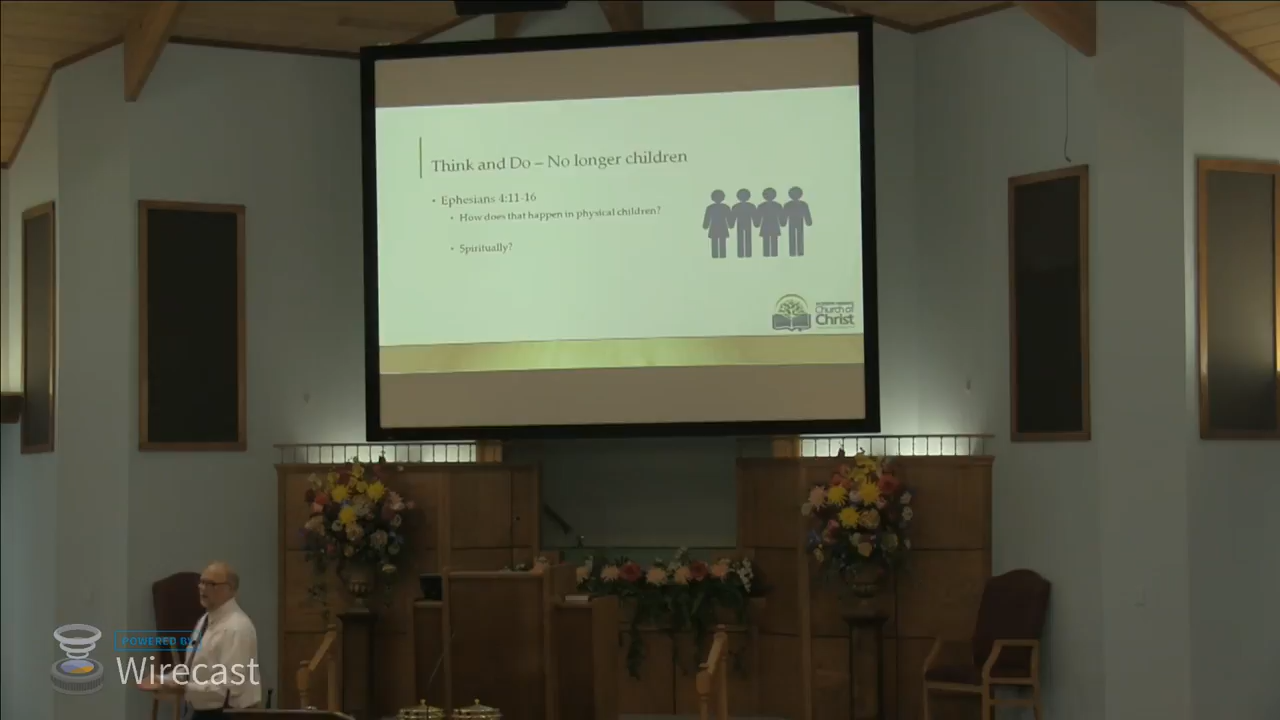 Think and Do – No longer children
• Ephesians 4:11-16
• How does that happen in physical children?
• Spiritually?
Church of
Christ
POWERED BY
Wirecast